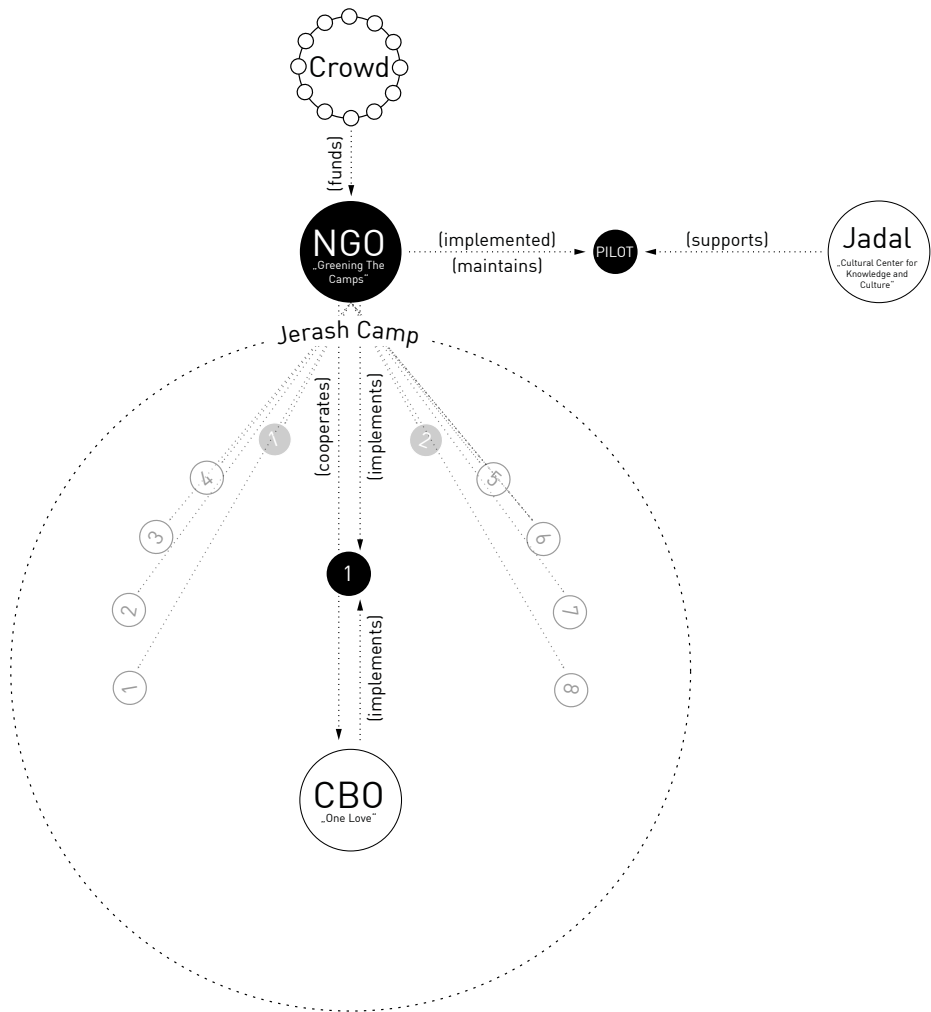 Crowd
(funds)
NGO
„Greening The
Camps“
(implemented)
(maintains)
PILOT
(supports)
Jadal
„Cultural Center for
Knowledge and
Culture“
Jerash Camp
(cooperates)
(implements)
1
2
4
5
3
6
1
2
7
1
8
(implements)
CBO
„One Love“